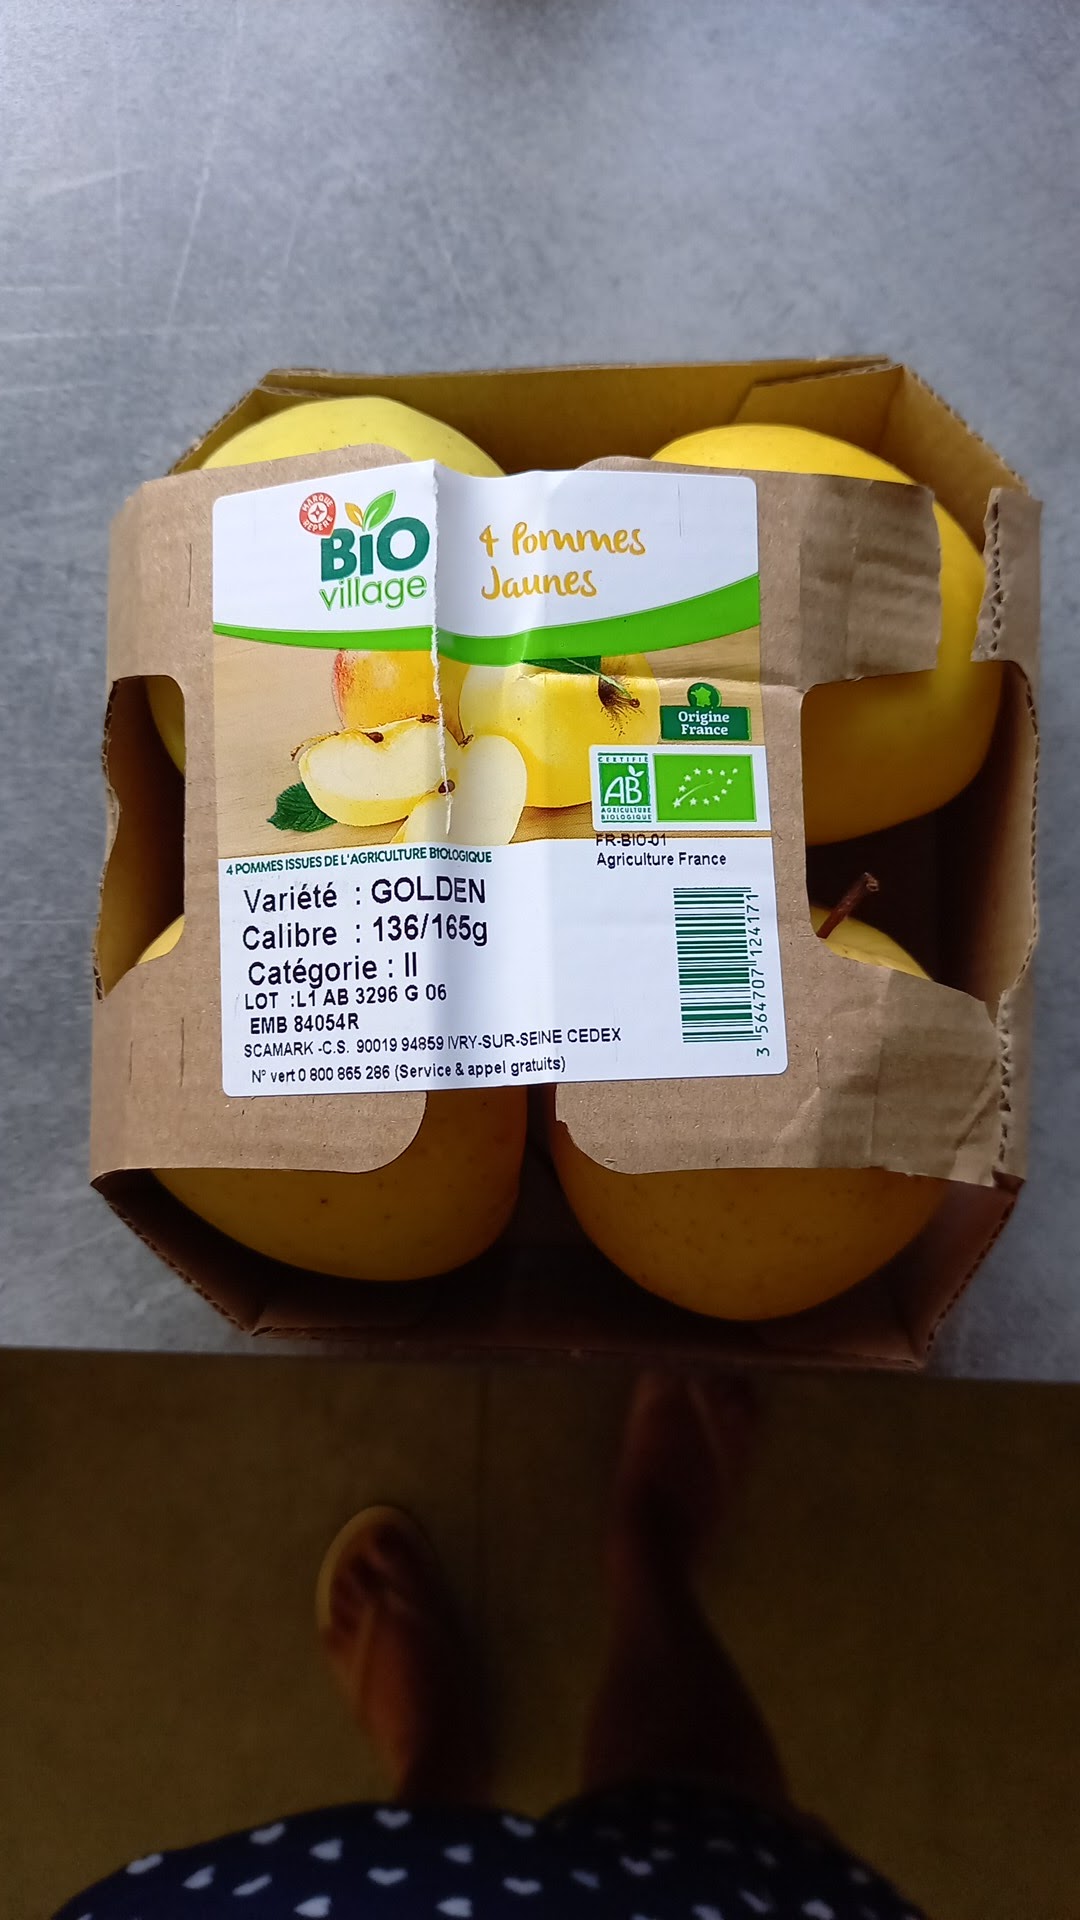 MARQUE REPERE
BIO
village
4 Pommes
Jaunes
Origine
France
CERTIFIÉ
AB
AGRICULTURE
BIOLOGIQUE
FR-BIO-01
Agriculture France
4 POMMES ISSUES DE L'AGRICULTURE BIOLOGIQUE
Variété : GOLDEN
Calibre : 136/165g
Catégorie : II
LOT :L1 AB 3296 G 06
EMB 84054R
SCAMARK -C.S. 90019 94859 IVRY-SUR-SEINE CEDEX
N° vert 0 800 865 286 (Service & appel gratuits)
3 564707 124171